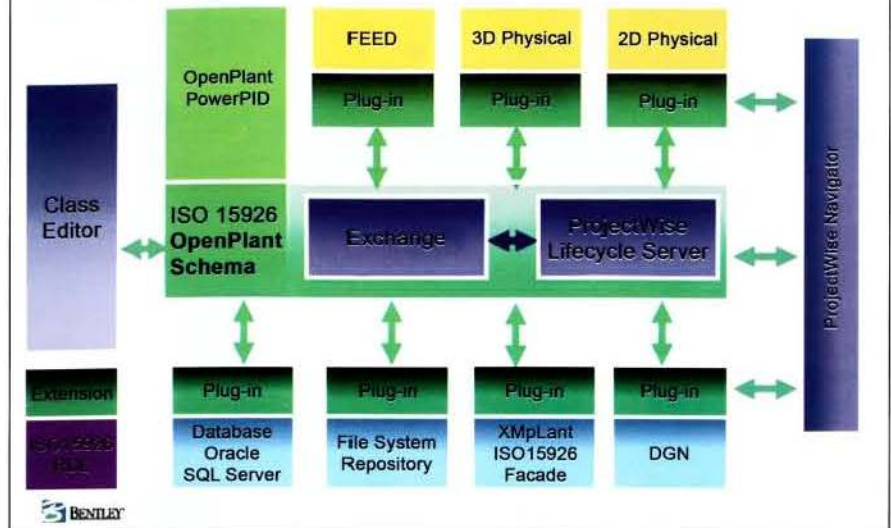 OpenPlant
PowerPID
FEED
3D Physical
2D Physical
Plug-in
Plug-in
Plug-in
Class
Editor
ISO 15926
OpenPlant
Schema
Exchange
ProjectWise
Lifecycle Server
ProjectWise Navigator
Extension
ISO15926
RDL
Plug-in
Plug-in
Plug-in
Plug-in
Database
Oracle
SQL Server
File System
Repository
XMpLant
ISO15926
Facade
DGN
BENTLEY